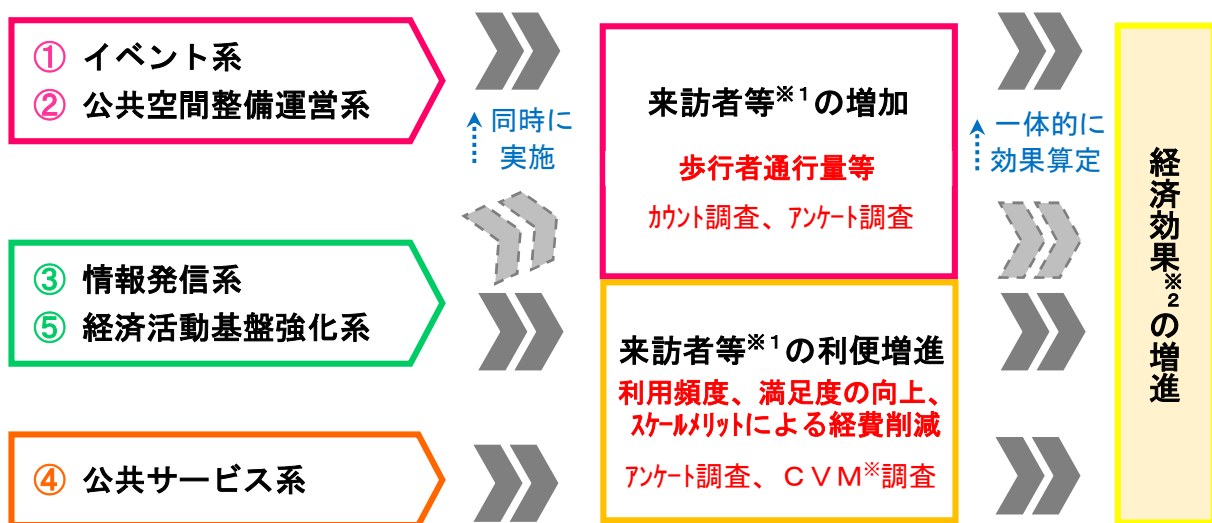 ① イベント系
② 公共空間整備運営系
同時に
実施
③ 情報発信系
⑤ 経済活動基盤強化系
④ 公共サービス系
来訪者等※1の増加
歩行者通行量等
ｶｳﾝﾄ調査、ｱﾝｹｰﾄ調査
来訪者等※1の利便増進
利用頻度、満足度の向上、
ｽｹｰﾙﾒﾘｯﾄによる経費削減
ｱﾝｹｰﾄ調査、ＣＶＭ※調査
一体的に
効果算定
経済効果※2の増進